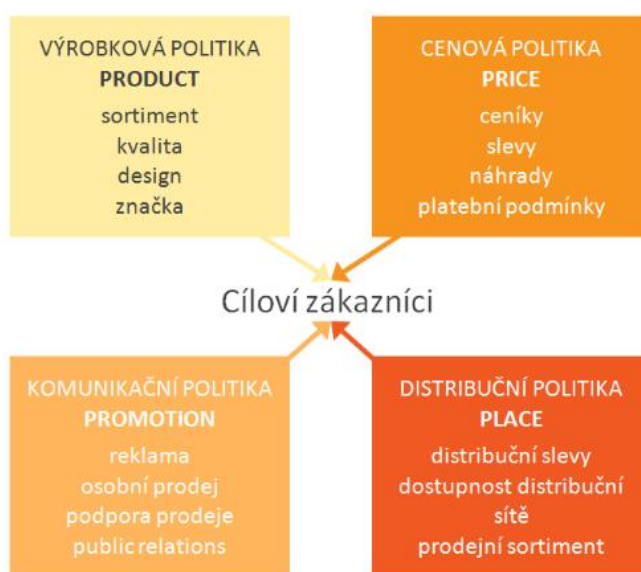 VÝROBKOVÁ POLITIKA
PRODUCT
sortiment
kvalita
design
značka
CENOVÁ POLITIKA
PRICE
ceníky
slevy
náhrady
platební podmínky
Cíloví zákazníci
KOMUNIKAČNÍ POLITIKA
PROMOTION
reklama
osobní prodej
podpora prodeje
public relations
DISTRIBUČNÍ POLITIKA
PLACE
distribuční slevy
dostupnost distribuční
sítě
prodejní sortiment